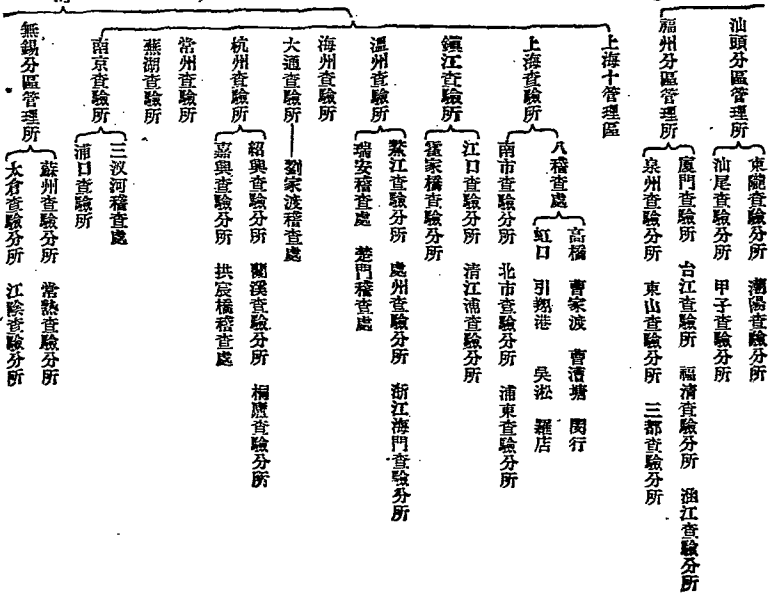 汕頭分區管理所
東隴查驗分所 潮陽查驗分所
汕尾查驗分所 甲子查驗分所
福州分區管理所
廈門查驗所 台江查驗所 福清查驗分所 涵江查驗分所
泉州查驗分所 東山查驗分所 三都查驗分所
上海十管理區
上海查驗所
八稽查處
高橋 曹家渡 曹漕塘 閔行
虹口 引翔港 吳淞 羅店
南市查驗分所 北市查驗分所 浦東查驗分所
鎮江查驗所
江口查驗分所 清江浦查驗分所
霍家橋查驗分所
溫州查驗所
鰲江查驗分所 處州查驗分所 浙江海門查驗分所
瑞安稽查處 楚門稽查處
海州查驗所
大通查驗所
劉家渡稽查處
杭州查驗所
紹興查驗分所 蘭溪查驗分所 桐廬查驗分所
嘉興查驗分所 拱宸橋稽查處
常州查驗所
蕪湖查驗所
南京查驗所
三汊河稽查處
浦口查驗所
無錫分區管理所
蘇州查驗分所 常熟查驗分所
太倉查驗分所 江陰查驗分所